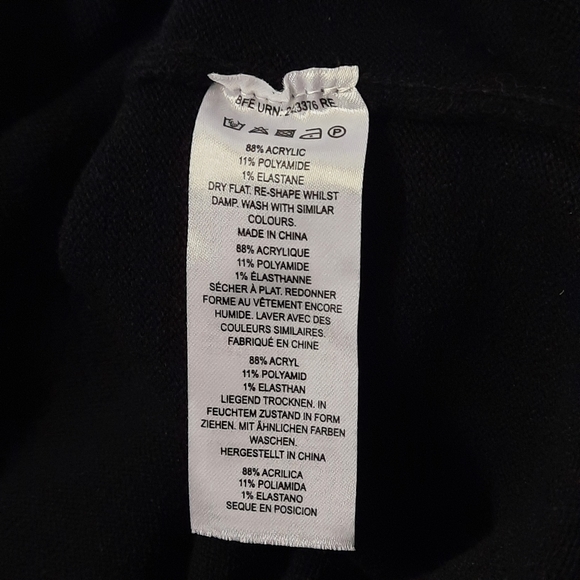 BFE URN: 243376 RE
P
88% ACRYLIC
11% POLYAMIDE
1% ELASTANE
DRY FLAT. RE-SHAPE WHILST
DAMP. WASH WITH SIMILAR
COLOURS.
MADE IN CHINA
88% ACRYLIQUE
11% POLYAMIDE
1% ÉLASTHANNE
SÉCHER À PLAT. REDONNER
FORME AU VÊTEMENT ENCORE
HUMIDE. LAVER AVEC DES
COULEURS SIMILAIRES.
FABRIQUÉ EN CHINE
88% ACRYL
11% POLYAMID
1% ELASTHAN
LIEGEND TROCKNEN. IN
FEUCHTEM ZUSTAND IN FORM
ZIEHEN. MIT ÄHNLICHEN FARBEN
WASCHEN.
HERGESTELLT IN CHINA
88% ACRILICA
11% POLIAMIDA
1% ELASTANO
SEQUE EN POSICION